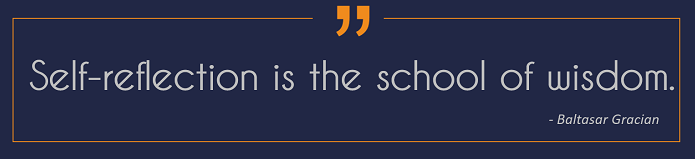 ”
Self-reflection is the school of wisdom.
- Baltasar Gracian